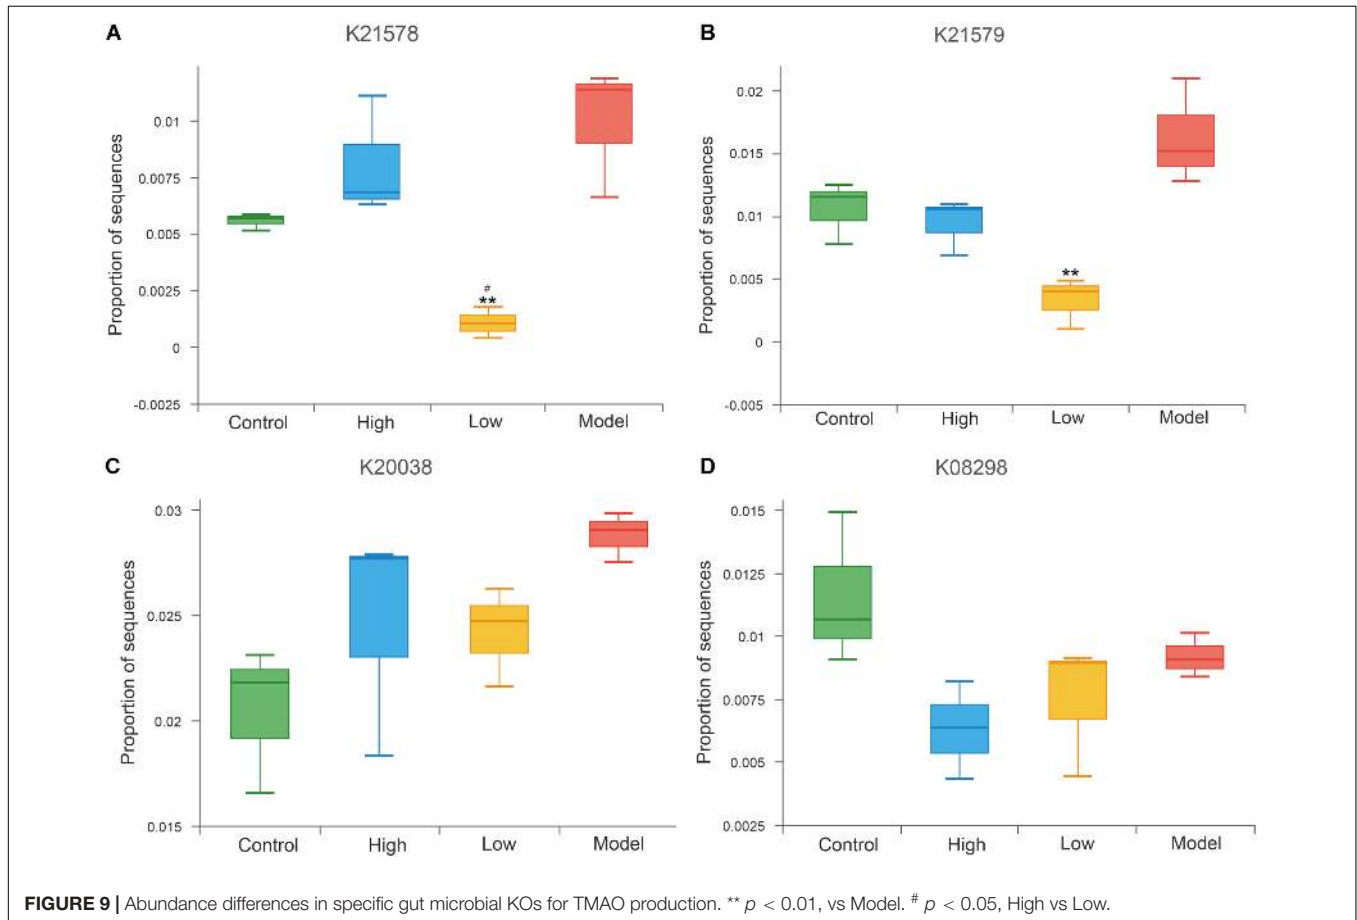 A
K21578
Proportion of sequences
0.01
0.0075
0.005
0.0025
0
-0.0025
#
**
Control High Low Model
B
K21579
Proportion of sequences
0.02
0.015
0.01
0.005
0
-0.005
**
Control High Low Model
C
K20038
Proportion of sequences
0.03
0.025
0.02
0.015
Control High Low Model
D
K08298
Proportion of sequences
0.015
0.0125
0.01
0.0075
0.005
0.0025
Control High Low Model
FIGURE 9 | Abundance differences in specific gut microbial KOs for TMAO production. ** p < 0.01, vs Model. # p < 0.05, High vs Low.